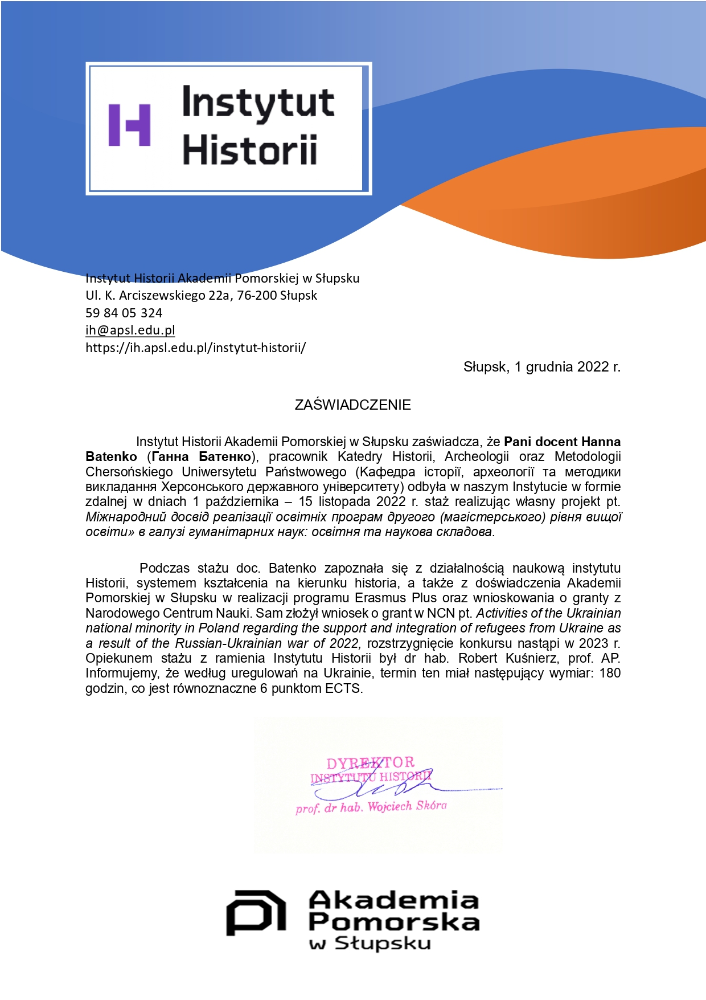 Instytut
Historii
Instytut Historii Akademii Pomorskiej w Słupsku
Ul. K. Arciszewskiego 22a, 76-200 Słupsk
59 84 05 324
ih@apsl.edu.pl
https://ih.apsl.edu.pl/instytut-historii/
Słupsk, 1 grudnia 2022 r.
ZAŚWIADCZENIE
Instytut Historii Akademii Pomorskiej w Słupsku zaświadcza, że Pani docent Hanna
Batenko (Ганна Батенко), pracownik Katedry Historii, Archeologii oraz Metodologii
Chersońskiego Uniwersytetu Państwowego (Кафедра історії, археології та методики
викладання Херсонського державного університету) odbyła w naszym Instytucie w formie
zdalnej w dniach 1 października – 15 listopada 2022 r. staż realizując własny projekt pt.
Міжнародний досвід реалізації освітніх програм другого (магістерського) рівня вищої
освіти» в галузі гуманітарних наук: освітня та наукова складова.
Podczas stażu doc. Batenko zapoznała się z działalnością naukową instytutu
Historii, systemem kształcenia na kierunku historia, a także z doświadczenia Akademii
Pomorskiej w Słupsku w realizacji programu Erasmus Plus oraz wnioskowania o granty z
Narodowego Centrum Nauki. Sam złożył wniosek o grant w NCN pt. Activities of the Ukrainian
national minority in Poland regarding the support and integration of refugees from Ukraine as
a result of the Russian-Ukrainian war of 2022, rozstrzygnięcie konkursu nastąpi w 2023 r.
Opiekunem stażu z ramienia Instytutu Historii był dr hab. Robert Kuśnierz, prof. AP.
Informujemy, że według uregulowań na Ukrainie, termin ten miał następujący wymiar: 180
godzin, co jest równoznaczne 6 punktom ECTS.
DYREKTOR
INSTYTUTU HISTORII
prof. dr hab. Wojciech Skóra
Akademia
Pomorska
w Słupsku